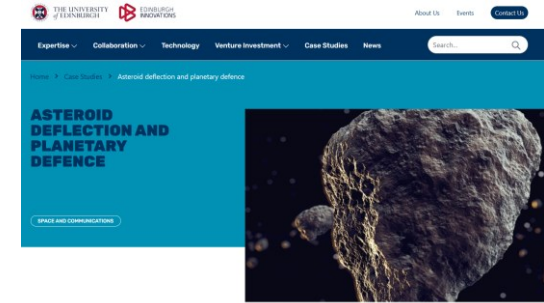 THE UNIVERSITY
of EDINBURGH
EDINBURGH
INNOVATIONS
About Us Events Contact Us
Expertise Collaboration Technology Venture Investment Case Studies News Search..
Home > Case Studies > Asteroid deflection and planetary defence
ASTEROID
DEFLECTION AND
PLANETARY
DEFENCE
SPACE AND COMMUNICATIONS